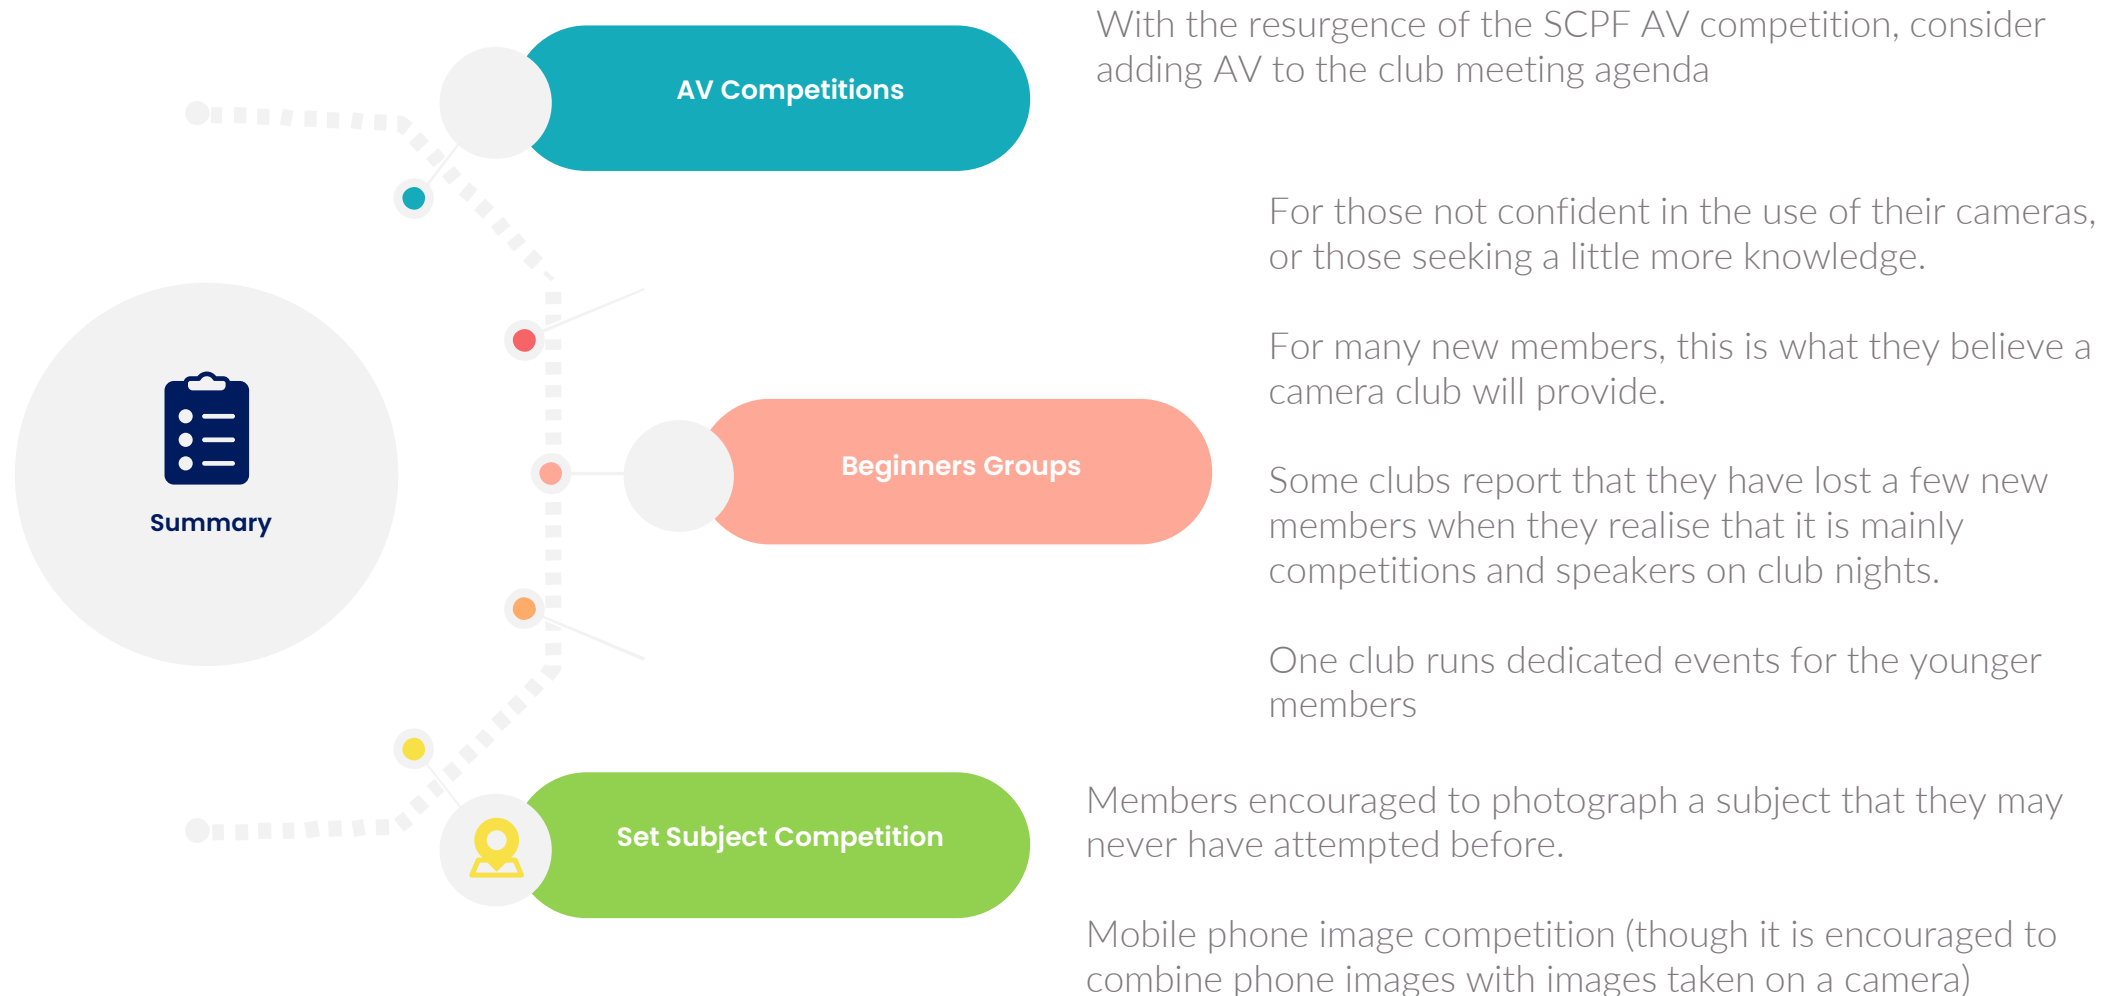 Summary
AV Competitions
With the resurgence of the SCPF AV competition, consider
adding AV to the club meeting agenda
Beginners Groups
For those not confident in the use of their cameras,
or those seeking a little more knowledge.
For many new members, this is what they believe a
camera club will provide.
Some clubs report that they have lost a few new
members when they realise that it is mainly
competitions and speakers on club nights.
One club runs dedicated events for the younger
members
Set Subject Competition
Members encouraged to photograph a subject that they may
never have attempted before.
Mobile phone image competition (though it is encouraged to
combine phone images with images taken on a camera)